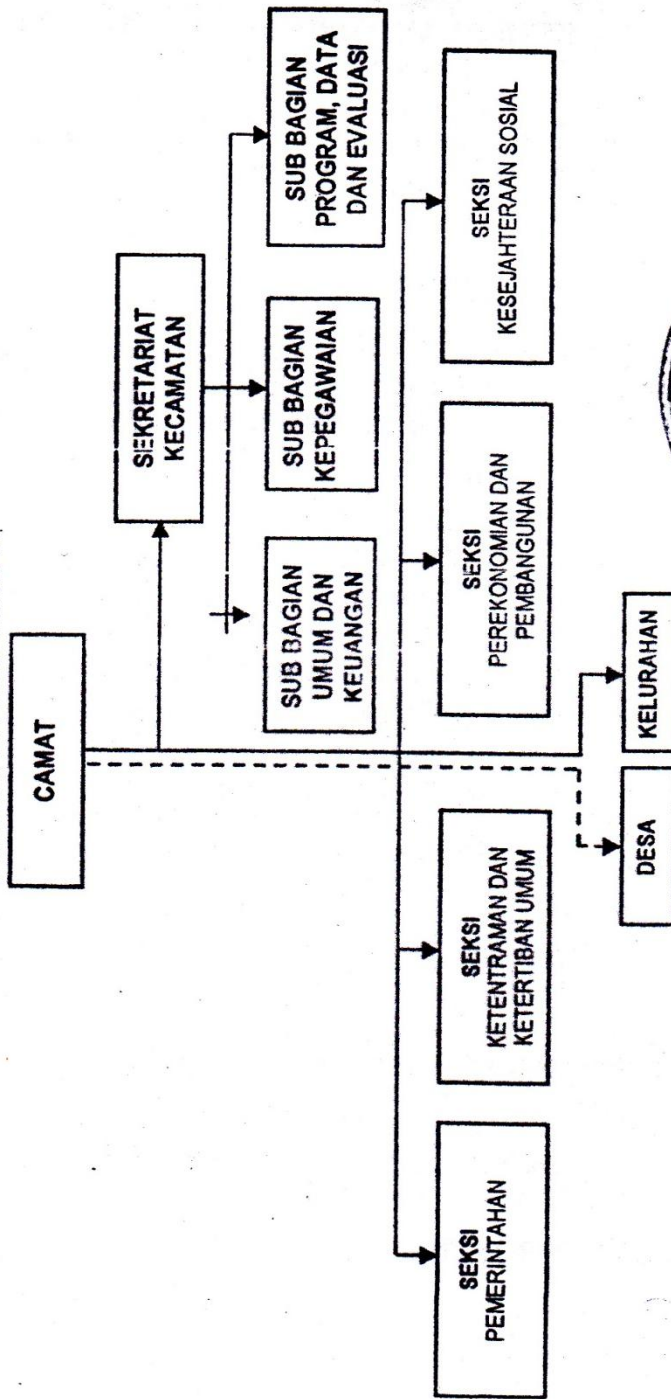 CAMAT
SEKRETARIAT
KECAMATAN
SUB BAGIAN
UMUM DAN
KEUANGAN
SUB BAGIAN
KEPEGAWAIAN
SUB BAGIAN
PROGRAM, DATA
DAN EVALUASI
SEKSI
PEMERINTAHAN
SEKSI
KETENTRAMAN DAN
KETERTIBAN UMUM
SEKSI
PEREKONOMIAN DAN
PEMBANGUNAN
SEKSI
KESEJAHTERAAN SOSIAL
DESA
KELURAHAN